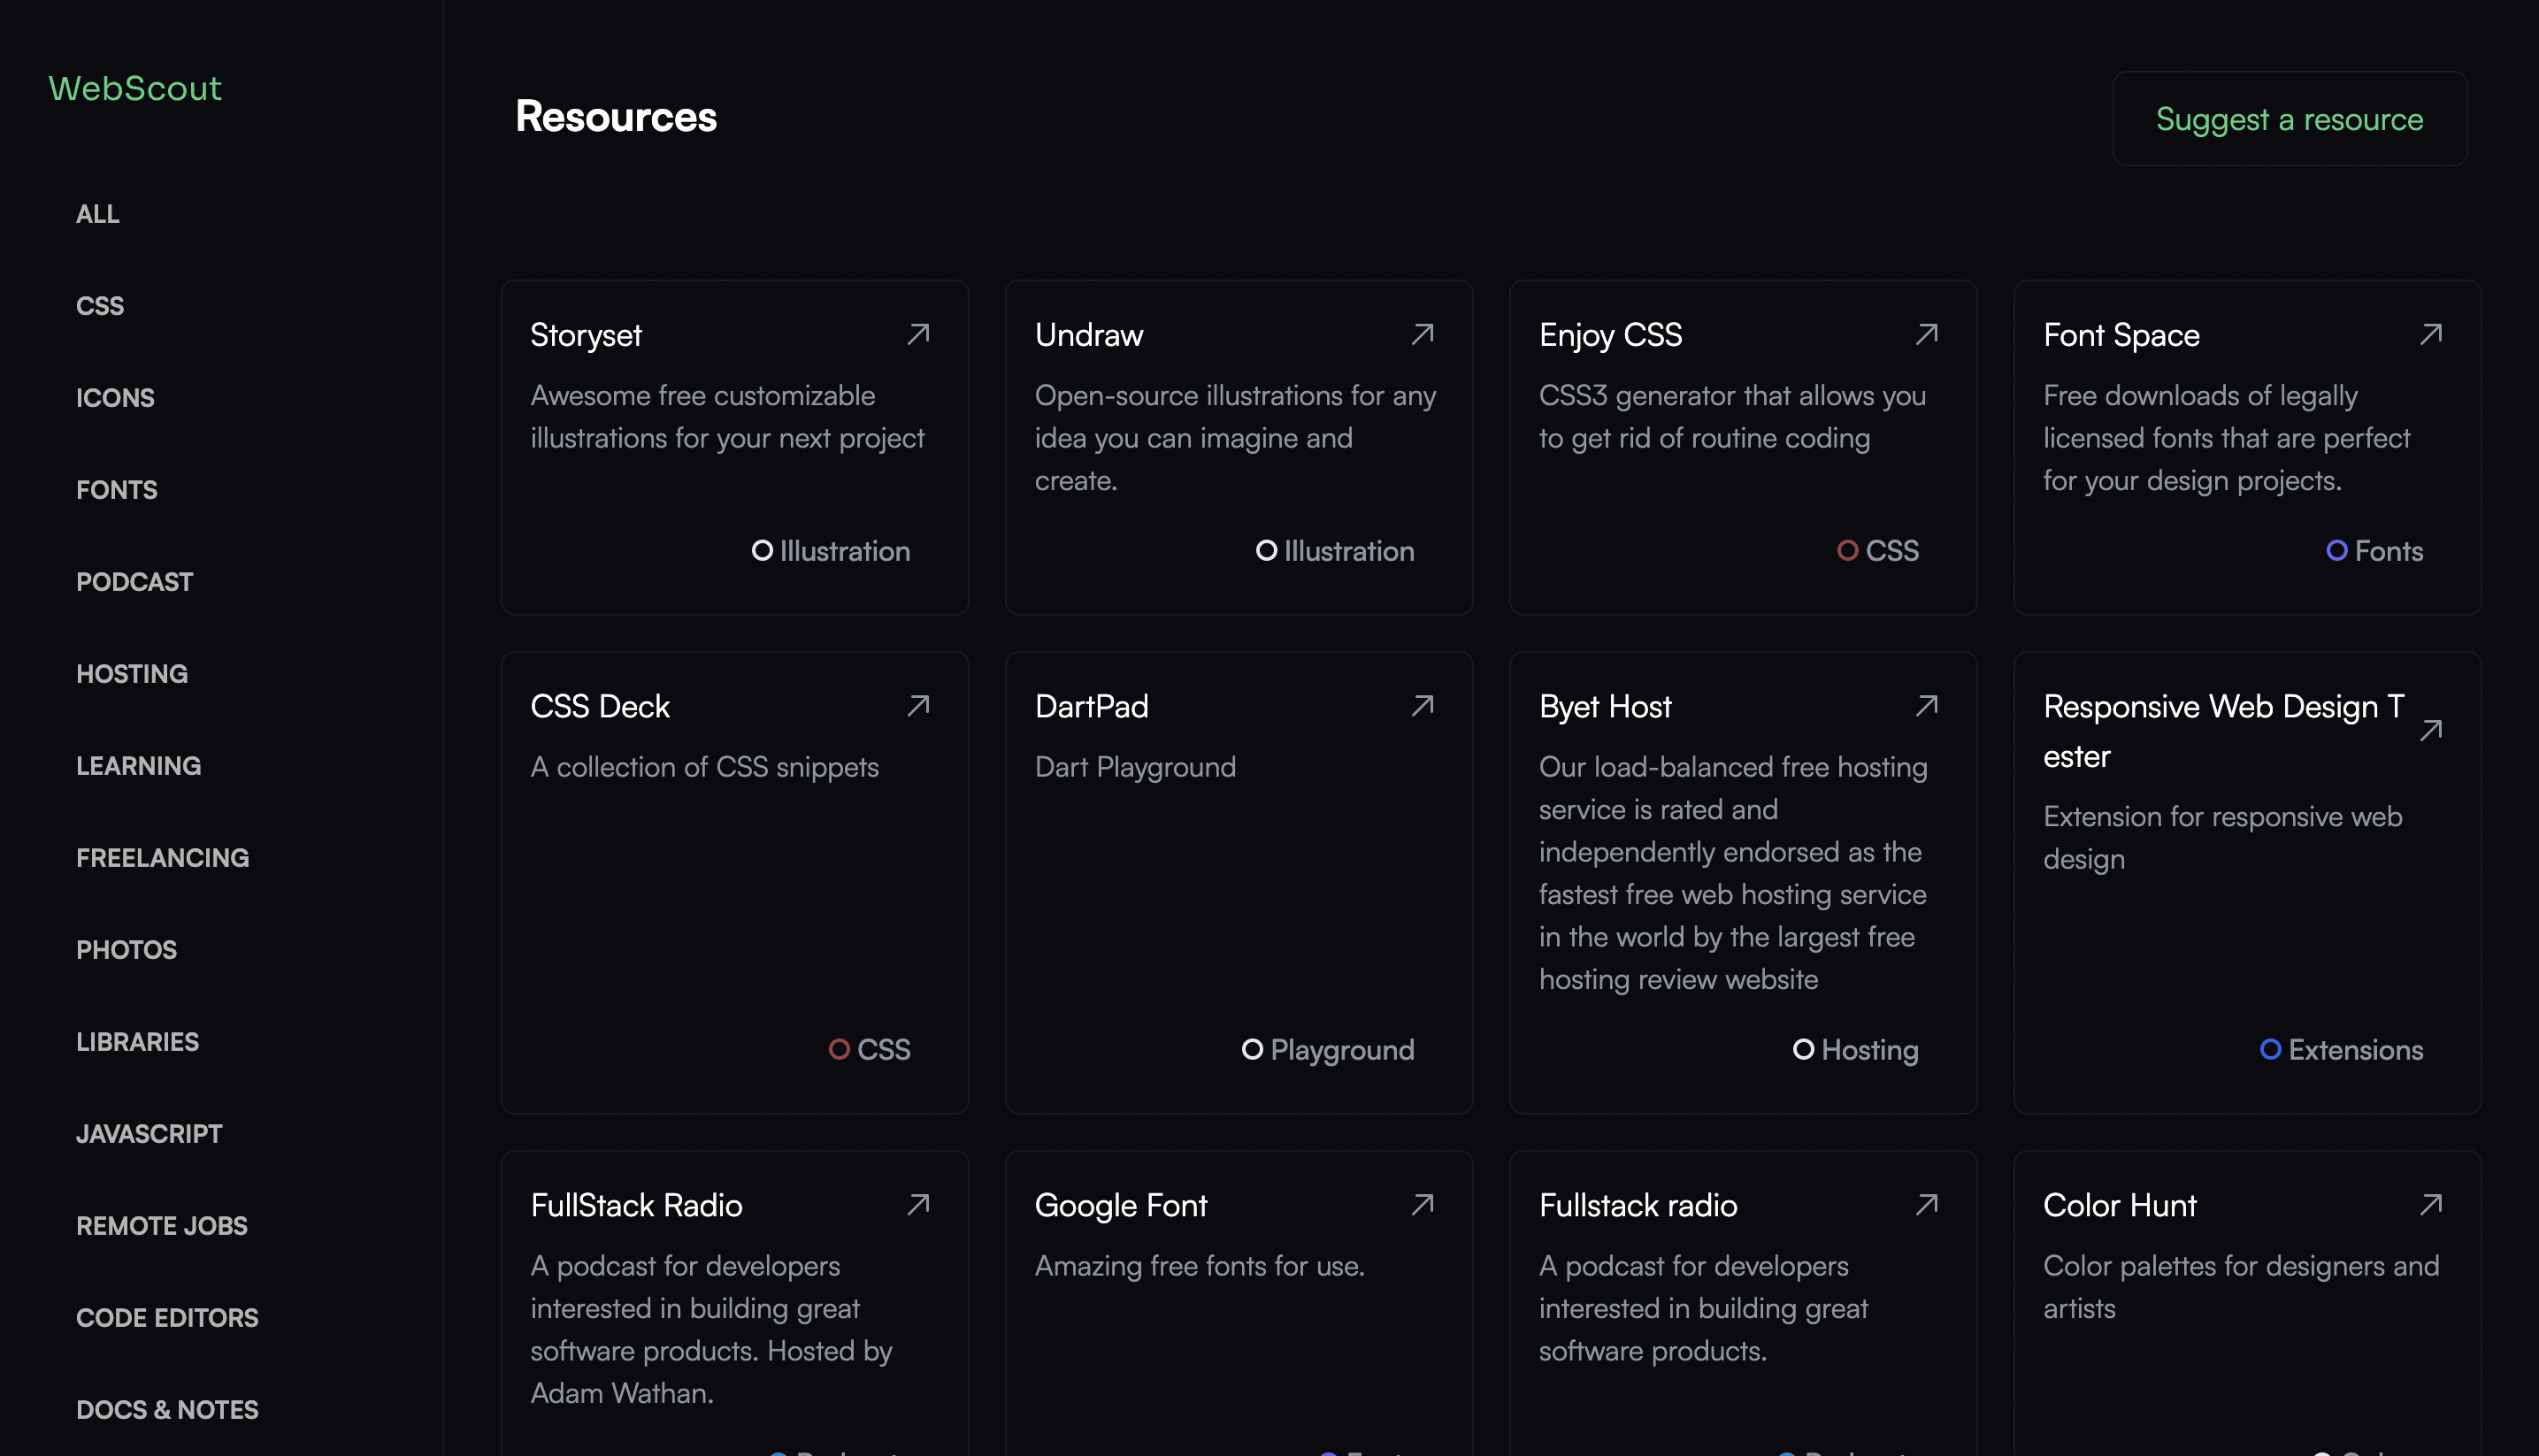 WebScout
ALL
CSS
ICONS
FONTS
PODCAST
HOSTING
LEARNING
FREELANCING
PHOTOS
LIBRARIES
JAVASCRIPT
REMOTE JOBS
CODE EDITORS
DOCS & NOTES
Resources
Suggest a resource
Storyset
Awesome free customizable
illustrations for your next project
Illustration
Undraw
Open-source illustrations for any
idea you can imagine and
create.
Illustration
Enjoy CSS
CSS3 generator that allows you
to get rid of routine coding
CSS
Font Space
Free downloads of legally
licensed fonts that are perfect
for your design projects.
Fonts
CSS Deck
A collection of CSS snippets
CSS
DartPad
Dart Playground
Playground
Byet Host
Our load-balanced free hosting
service is rated and
independently endorsed as the
fastest free web hosting service
in the world by the largest free
hosting review website
Hosting
Responsive Web Design T
ester
Extension for responsive web
design
Extensions
FullStack Radio
A podcast for developers
interested in building great
software products. Hosted by
Adam Wathan.
Google Font
Amazing free fonts for use.
Fullstack radio
A podcast for developers
interested in building great
software products.
Color Hunt
Color palettes for designers and
artists